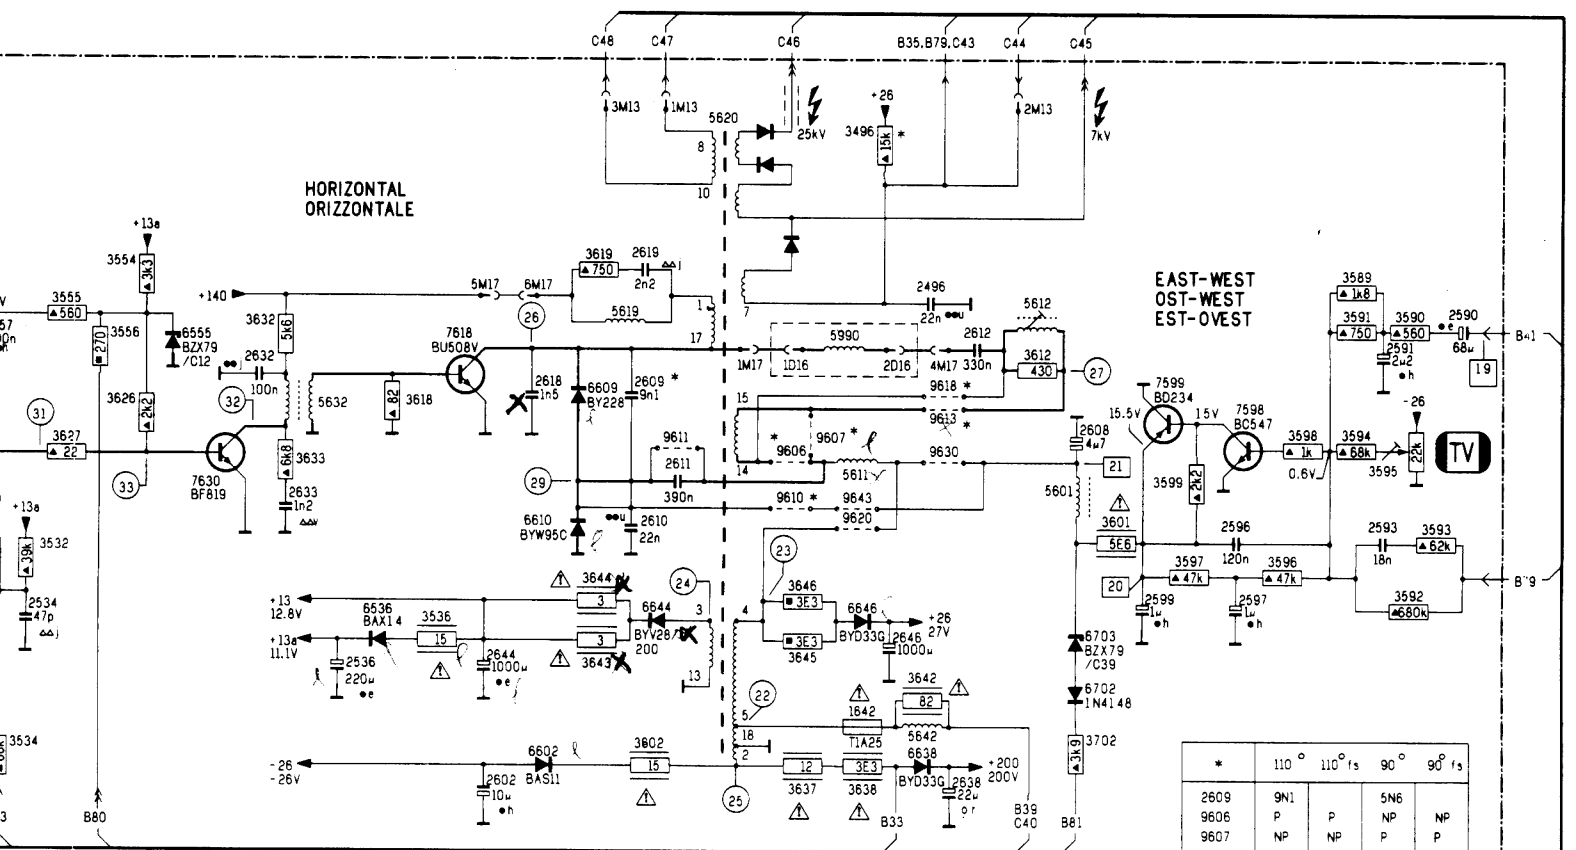 C48 C47 C46 B35.B79.C43 C44 C45
3M13 1M13 2M13
5620
8
10
25kV
7kV
+26
3496
15k *
HORIZONTAL
ORIZZONTALE
EAST-WEST
OST-WEST
EST-OVEST
+13a
3554
3k3
3555
560
3556
270
6555
BZX79
/C12
3626
2k2
31
3627
22
33
7630
BF819
+140
3632
5k6
2632
100n
32
5632
3633
6k8
2633
1n2
3618
82
7618
BU508V
5M17 6M17
26
3619
750
2619
2n2
5619
1
17
7
2496
22n
2618
1n5
6609
BY228
2609 *
9n1
9611
2611
390n
29
6610
BYW95C
2610
22n
1M17 1D16
5990
2D16 4M17
2612
330n
5612
3612
430
27
15
14
9618 *
9613 *
* 9606
9607 *
5611
9630
9610 * 9643
9620
2608
4µ7
21
5601
3601
5E6
20
15.5V
7599
BD234
15V
7598
BC547
3599
2k2
3598
1k
0.6V
3594
68k
3595
22k
-26
TV
3589
1k8
3591
750
3590
560
2590
68µ
2591
2µ2
h
19
B41
2596
120n
3597
47k
3596
47k
2599
1µ
h
2597
1µ
h
2593
18n
3593
62k
3592
680k
3532
39k
+13a
2534
47p
3534
B80
+13
12.8V
+13a
11.1V
6536
BAX14
3536
15
2536
220µ
e
2644
1000µ
e
3644
3
3
3643
6644
BYV28/
200
24
3
13
23
3646
3E3
3E3
3645
6646
BYD33G
+26
27V
2646
1000µ
4
22
5
18
2
25
1642
T1A25
3642
82
5642
-26
-26V
6602
BAS11
2602
10µ
h
3602
15
12
3637
3E3
3638
6638
BYD33G
+200
200V
2638
22µ
r
B33
B39
C40
B81
6703
BZX79
/C39
6702
1N4148
3702
3k9
* 110° 110°fs 90° 90°fs
2609 9N1 5N6
9606 P P NP NP
9607 NP NP P P